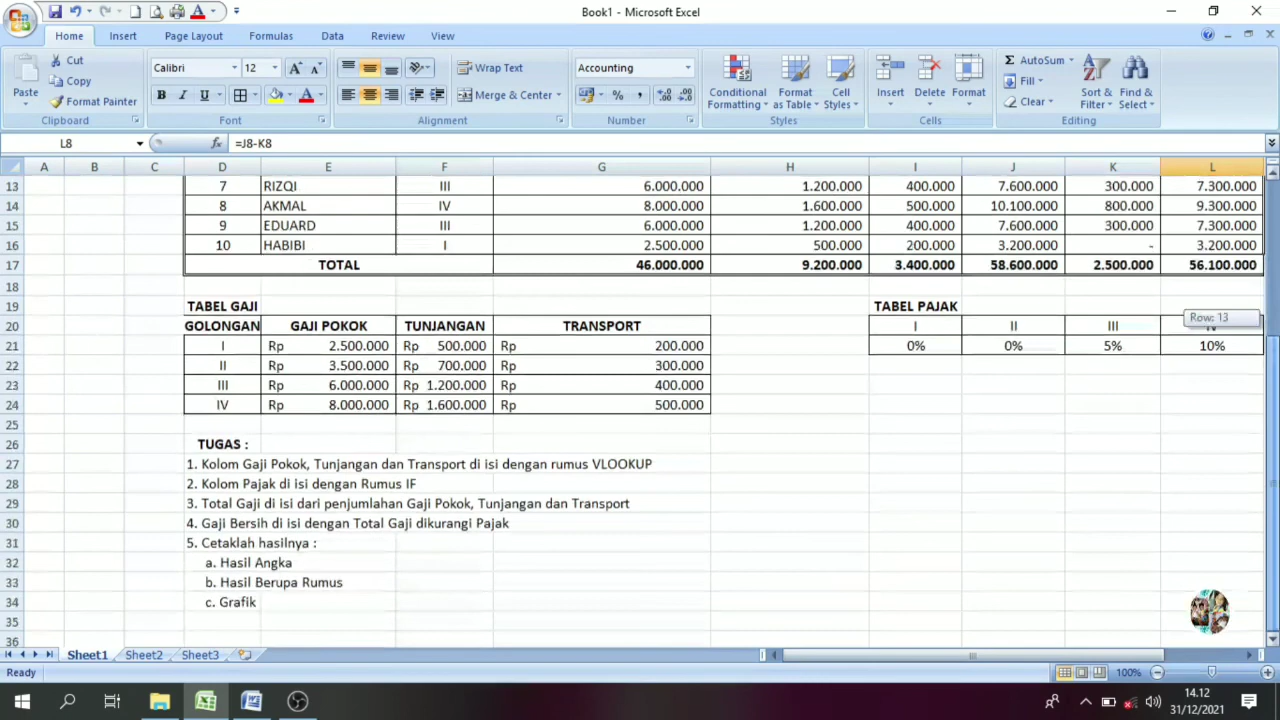 Book1 - Microsoft Excel
Home Insert Page Layout Formulas Data Review View
Paste Cut Copy Format Painter Clipboard
Calibri 12 Font
Wrap Text Merge & Center Alignment
Accounting Number
Conditional Formatting Format as Table Cell Styles Styles
Insert Delete Format Cells
AutoSum Fill Clear Sort & Filter Find & Select Editing
L8 fx =J8-K8
A B C D E F G H I J K L
13 7 RIZQI III 6.000.000 1.200.000 400.000 7.600.000 300.000 7.300.000
14 8 AKMAL IV 8.000.000 1.600.000 500.000 10.100.000 800.000 9.300.000
15 9 EDUARD III 6.000.000 1.200.000 400.000 7.600.000 300.000 7.300.000
16 10 HABIBI I 2.500.000 500.000 200.000 3.200.000 - 3.200.000
17 TOTAL 46.000.000 9.200.000 3.400.000 58.600.000 2.500.000 56.100.000
18
19 TABEL GAJI TABEL PAJAK Row: 13
20 GOLONGAN GAJI POKOK TUNJANGAN TRANSPORT I II III
21 I Rp 2.500.000 Rp 500.000 Rp 200.000 0% 0% 5% 10%
22 II Rp 3.500.000 Rp 700.000 Rp 300.000
23 III Rp 6.000.000 Rp 1.200.000 Rp 400.000
24 IV Rp 8.000.000 Rp 1.600.000 Rp 500.000
25
26 TUGAS :
27 1. Kolom Gaji Pokok, Tunjangan dan Transport di isi dengan rumus VLOOKUP
28 2. Kolom Pajak di isi dengan Rumus IF
29 3. Total Gaji di isi dari penjumlahan Gaji Pokok, Tunjangan dan Transport
30 4. Gaji Bersih di isi dengan Total Gaji dikurangi Pajak
31 5. Cetaklah hasilnya :
32 a. Hasil Angka
33 b. Hasil Berupa Rumus
34 c. Grafik
35
36
Sheet1 Sheet2 Sheet3
Ready 100%
14.12
31/12/2021